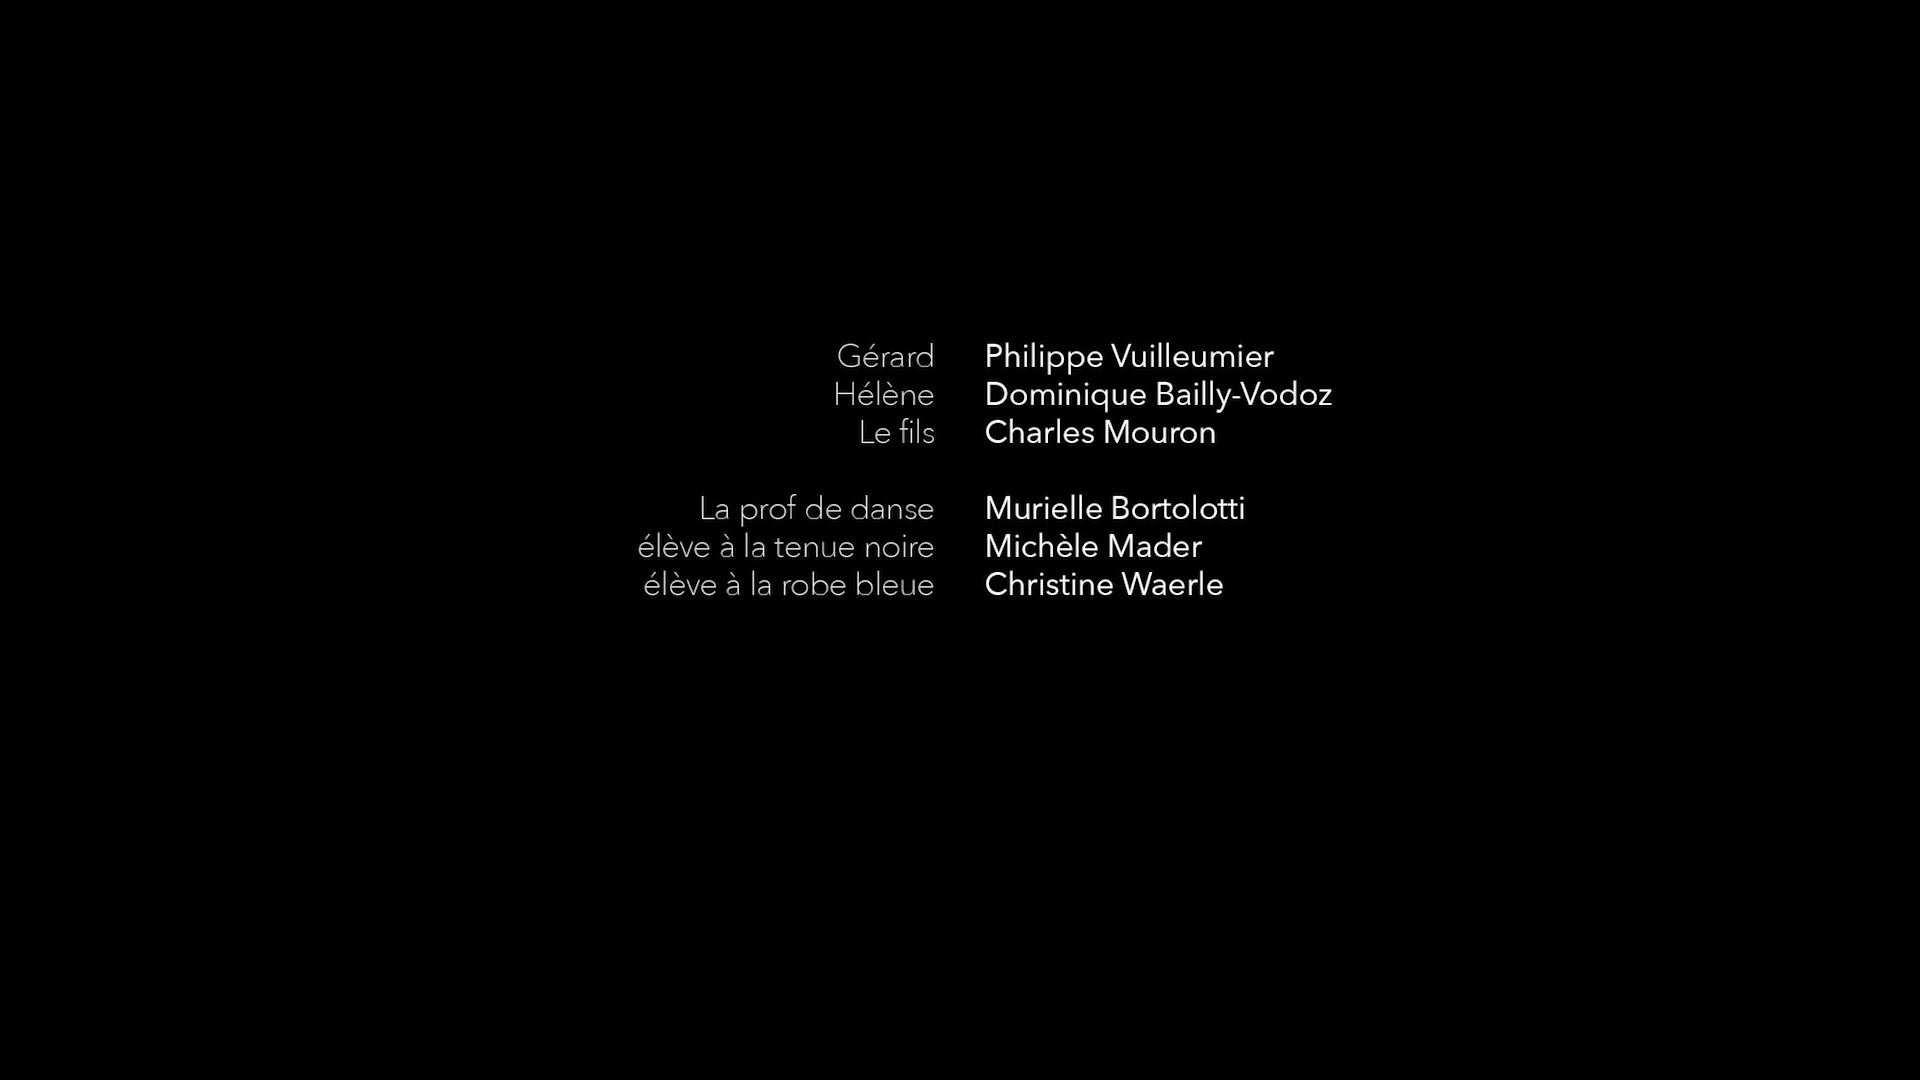 Gérard Philippe Vuilleumier
Hélène Dominique Bailly-Vodoz
Le fils Charles Mouron
La prof de danse Murielle Bortolotti
élève à la tenue noire Michèle Mader
élève à la robe bleue Christine Waerle